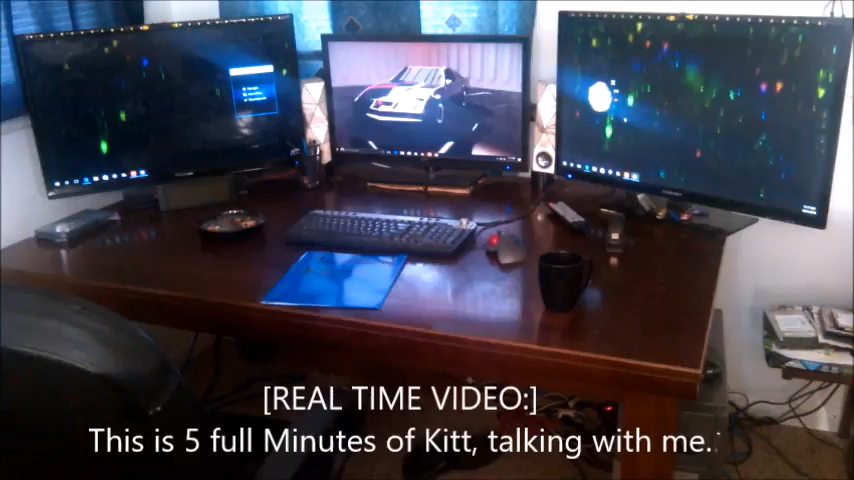 [REAL TIME VIDEO:]
This is 5 full Minutes of Kitt, talking with me.